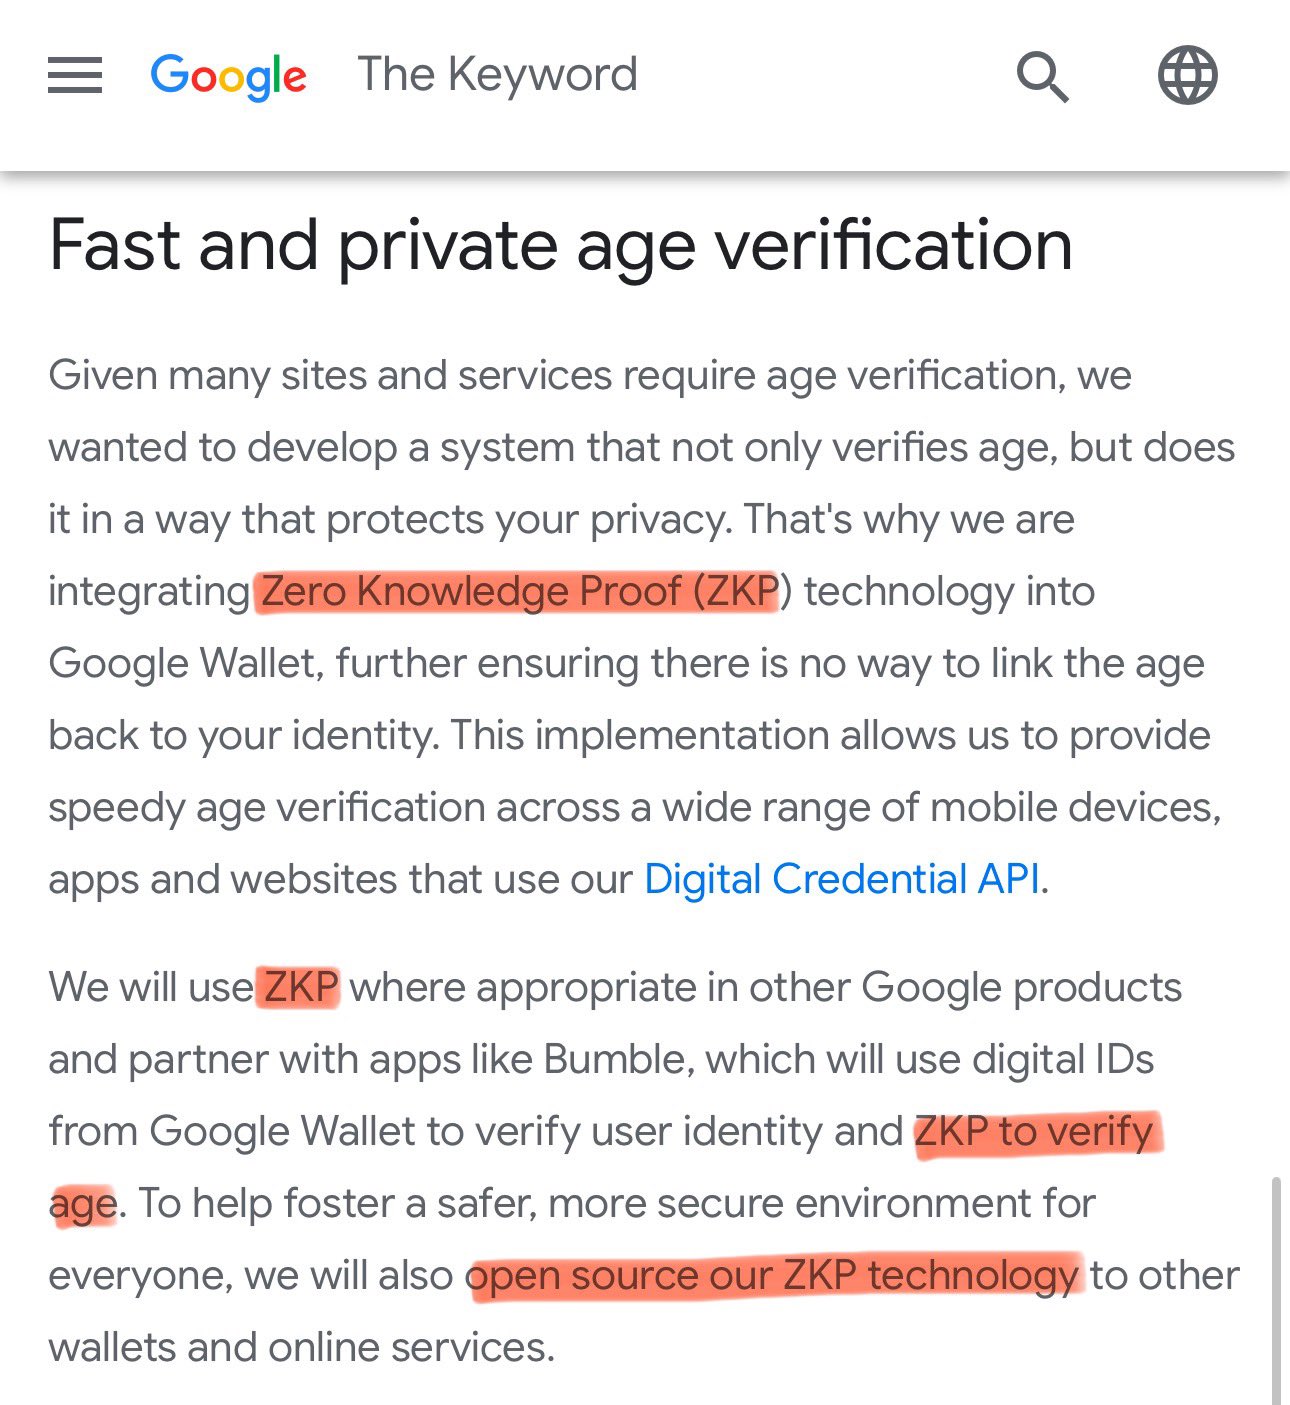 Google The Keyword
Fast and private age verification
Given many sites and services require age verification, we
wanted to develop a system that not only verifies age, but does
it in a way that protects your privacy. That's why we are
integrating Zero Knowledge Proof (ZKP) technology into
Google Wallet, further ensuring there is no way to link the age
back to your identity. This implementation allows us to provide
speedy age verification across a wide range of mobile devices,
apps and websites that use our Digital Credential API.
We will use ZKP where appropriate in other Google products
and partner with apps like Bumble, which will use digital IDs
from Google Wallet to verify user identity and ZKP to verify
age. To help foster a safer, more secure environment for
everyone, we will also open source our ZKP technology to other
wallets and online services.